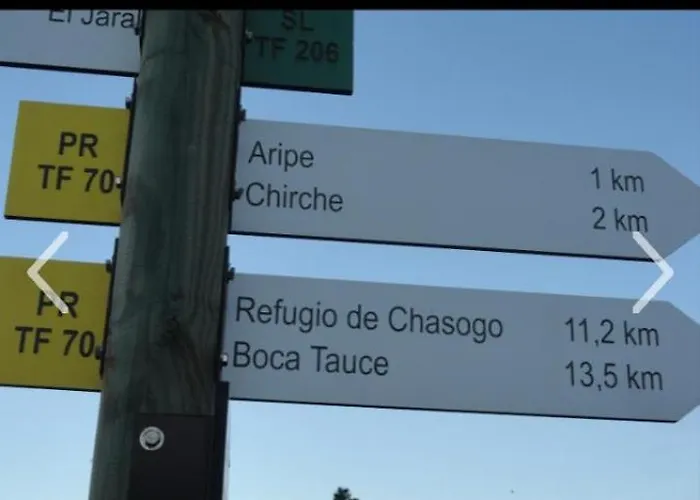 El Jaral
SL
TF 206
PR
TF 70
Aripe 1 km
Chirche 2 km
PR
TF 70
Refugio de Chasogo 11,2 km
Boca Tauce 13,5 km